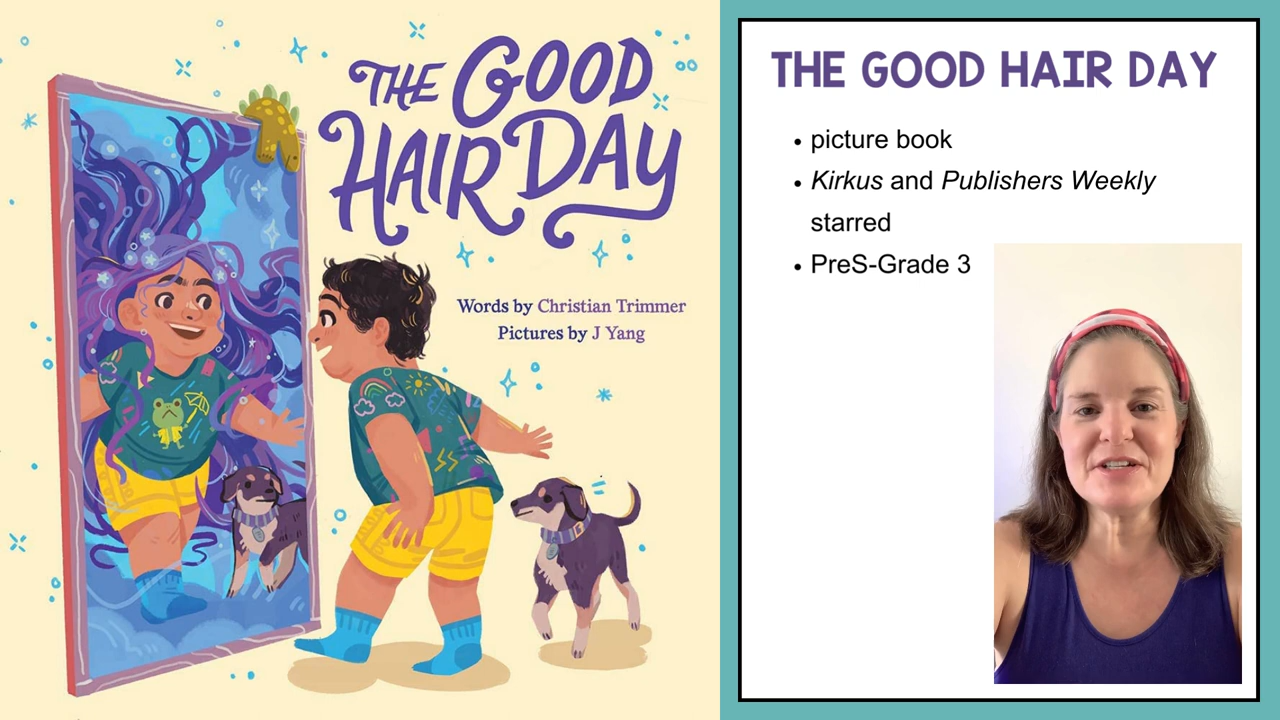 THE GOOD
HAIR DAY
Words by Christian Trimmer
Pictures by J Yang
THE GOOD HAIR DAY
• picture book
• Kirkus and Publishers Weekly
starred
• PreS-Grade 3